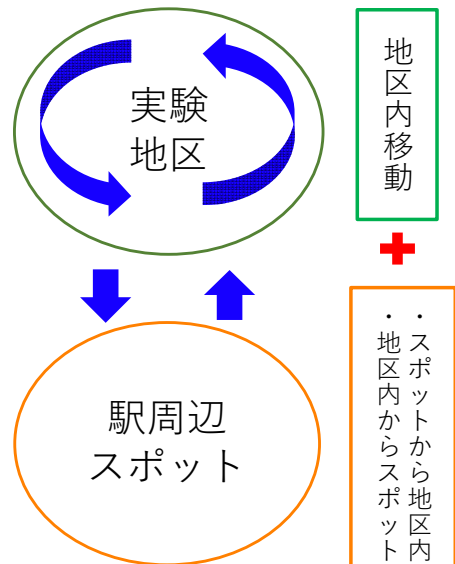 実験
地区
地区内移動
駅周辺
スポット
・スポットから地区内
・地区内からスポット